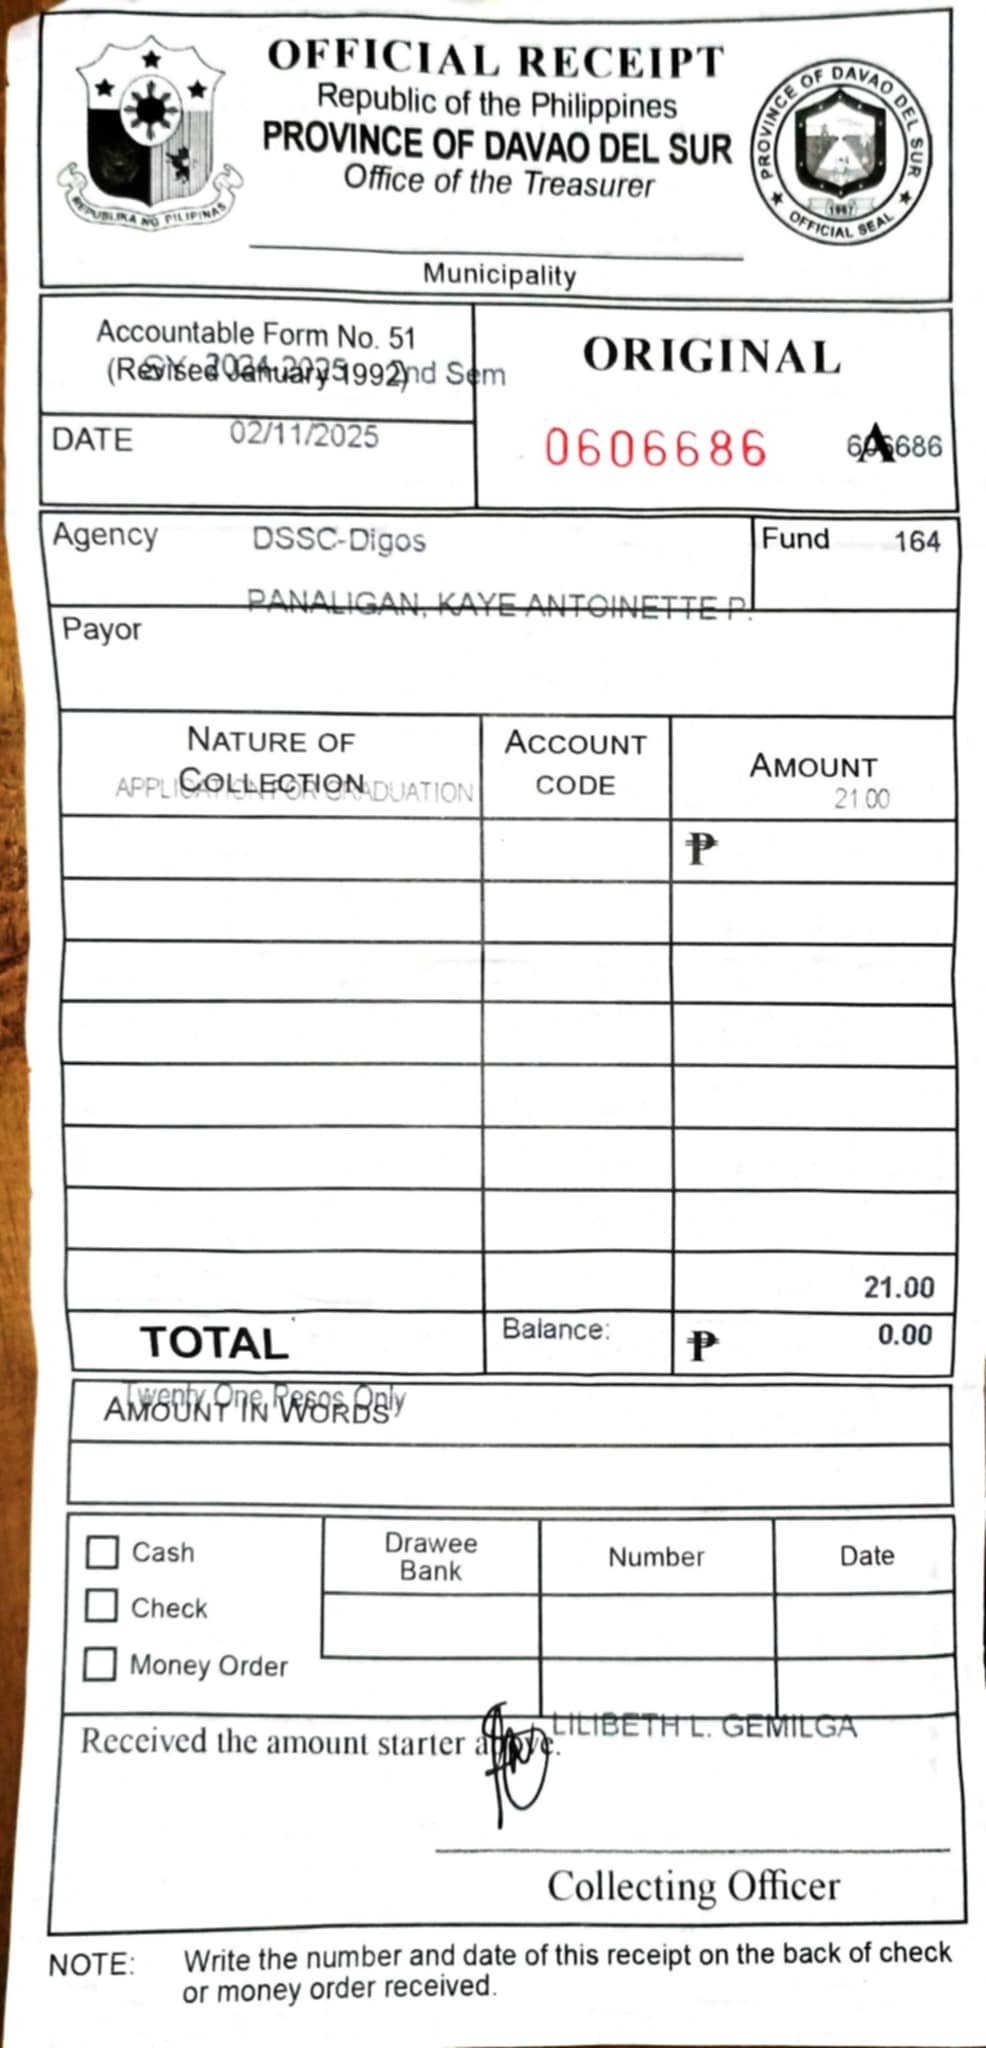 OFFICIAL RECEIPT
Republic of the Philippines
PROVINCE OF DAVAO DEL SUR
Office of the Treasurer
REPUBLIKA NG PILIPINAS
PROVINCE OF DAVAO DEL SUR
1967
OFFICIAL SEAL
Municipality
Accountable Form No. 51
(Revised January 1992)
SY 2024-2025 2nd Sem
ORIGINAL
DATE 02/11/2025
0606686 A 606686
Agency DSSC-Digos Fund 164
PANALIGAN, KAYE ANTOINETTE P.
Payor
NATURE OF COLLECTION
ACCOUNT CODE
AMOUNT
APPLICATION FOR GRADUATION 21.00
₱
21.00
TOTAL Balance: ₱ 0.00
Twenty One Pesos Only
AMOUNT IN WORDS
Cash
Check
Money Order
Drawee Bank
Number
Date
LILIBETH L. GEMILGA
Received the amount starter above.
Collecting Officer
NOTE: Write the number and date of this receipt on the back of check
or money order received.